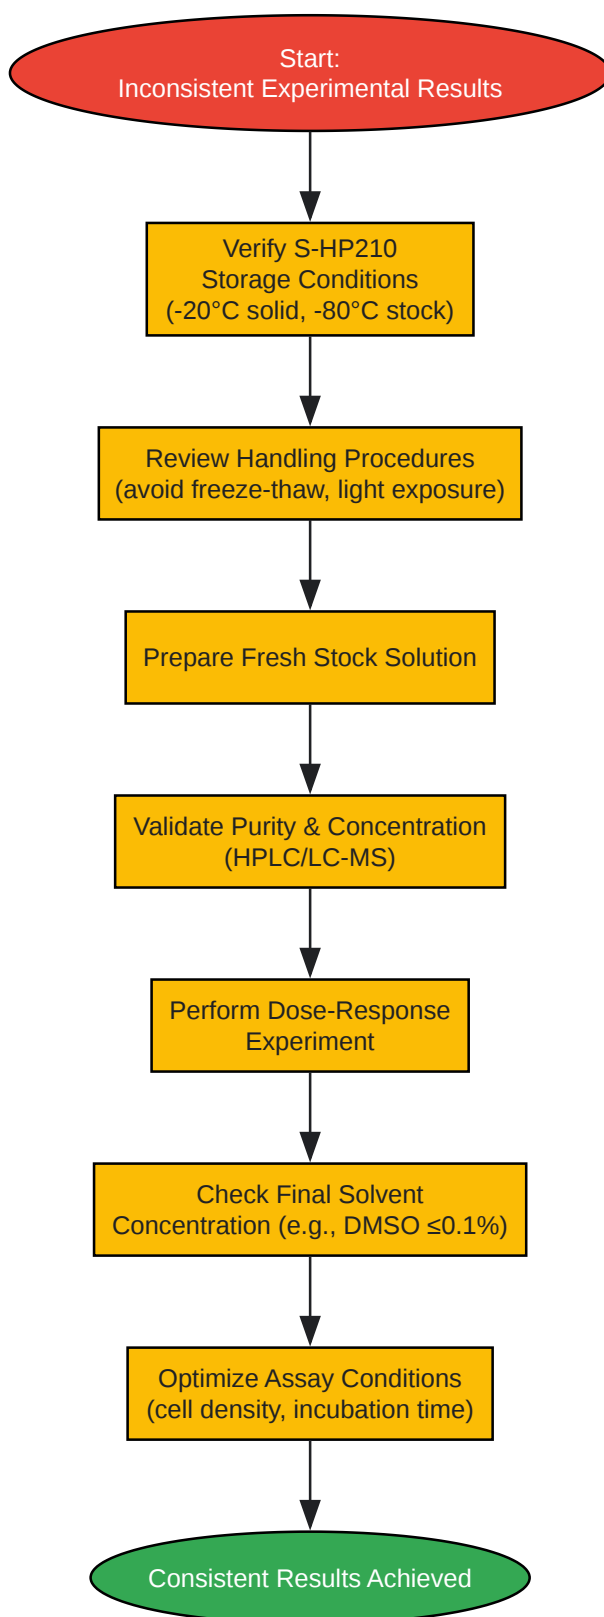 Start:
Inconsistent Experimental Results
Verify S-HP210
Storage Conditions
(-20°C solid, -80°C stock)
Review Handling Procedures
(avoid freeze-thaw, light exposure)
Prepare Fresh Stock Solution
Validate Purity & Concentration
(HPLC/LC-MS)
Perform Dose-Response
Experiment
Check Final Solvent
Concentration (e.g., DMSO ≤0.1%)
Optimize Assay Conditions
(cell density, incubation time)
Consistent Results Achieved